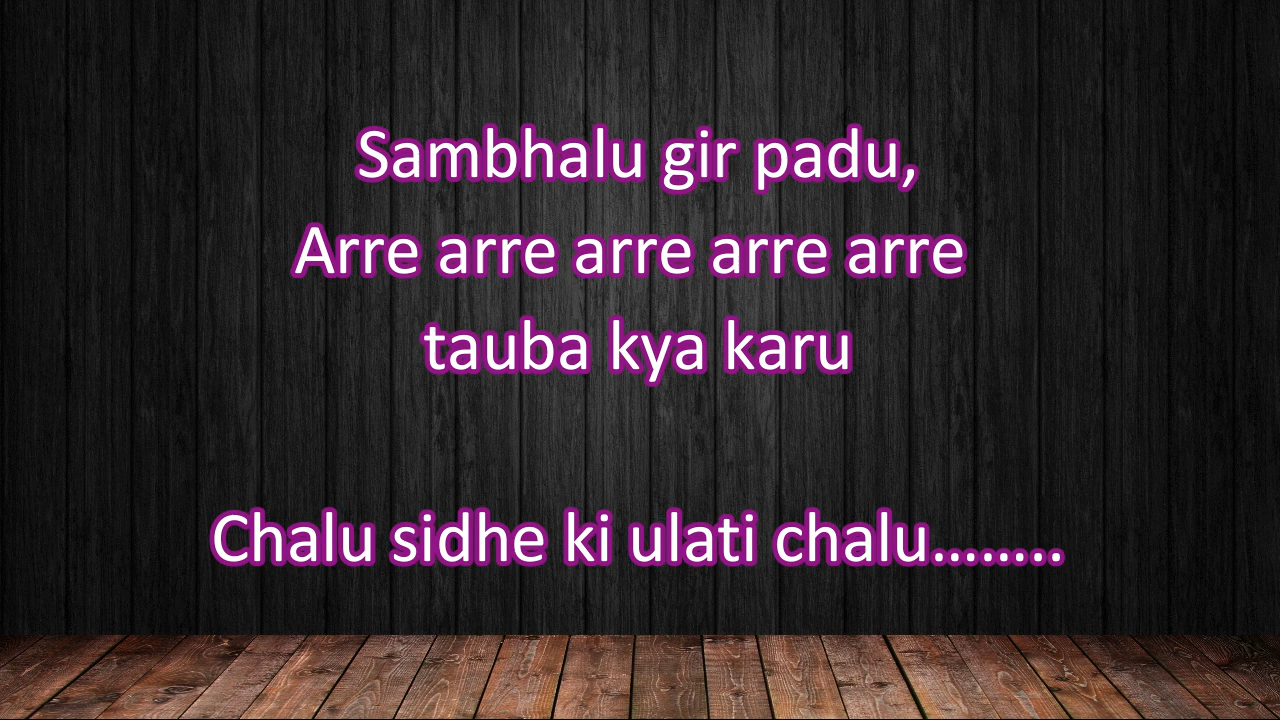 Sambhalu gir padu,
Arre arre arre arre arre
tauba kya karu
Chalu sidhe ki ulati chalu........